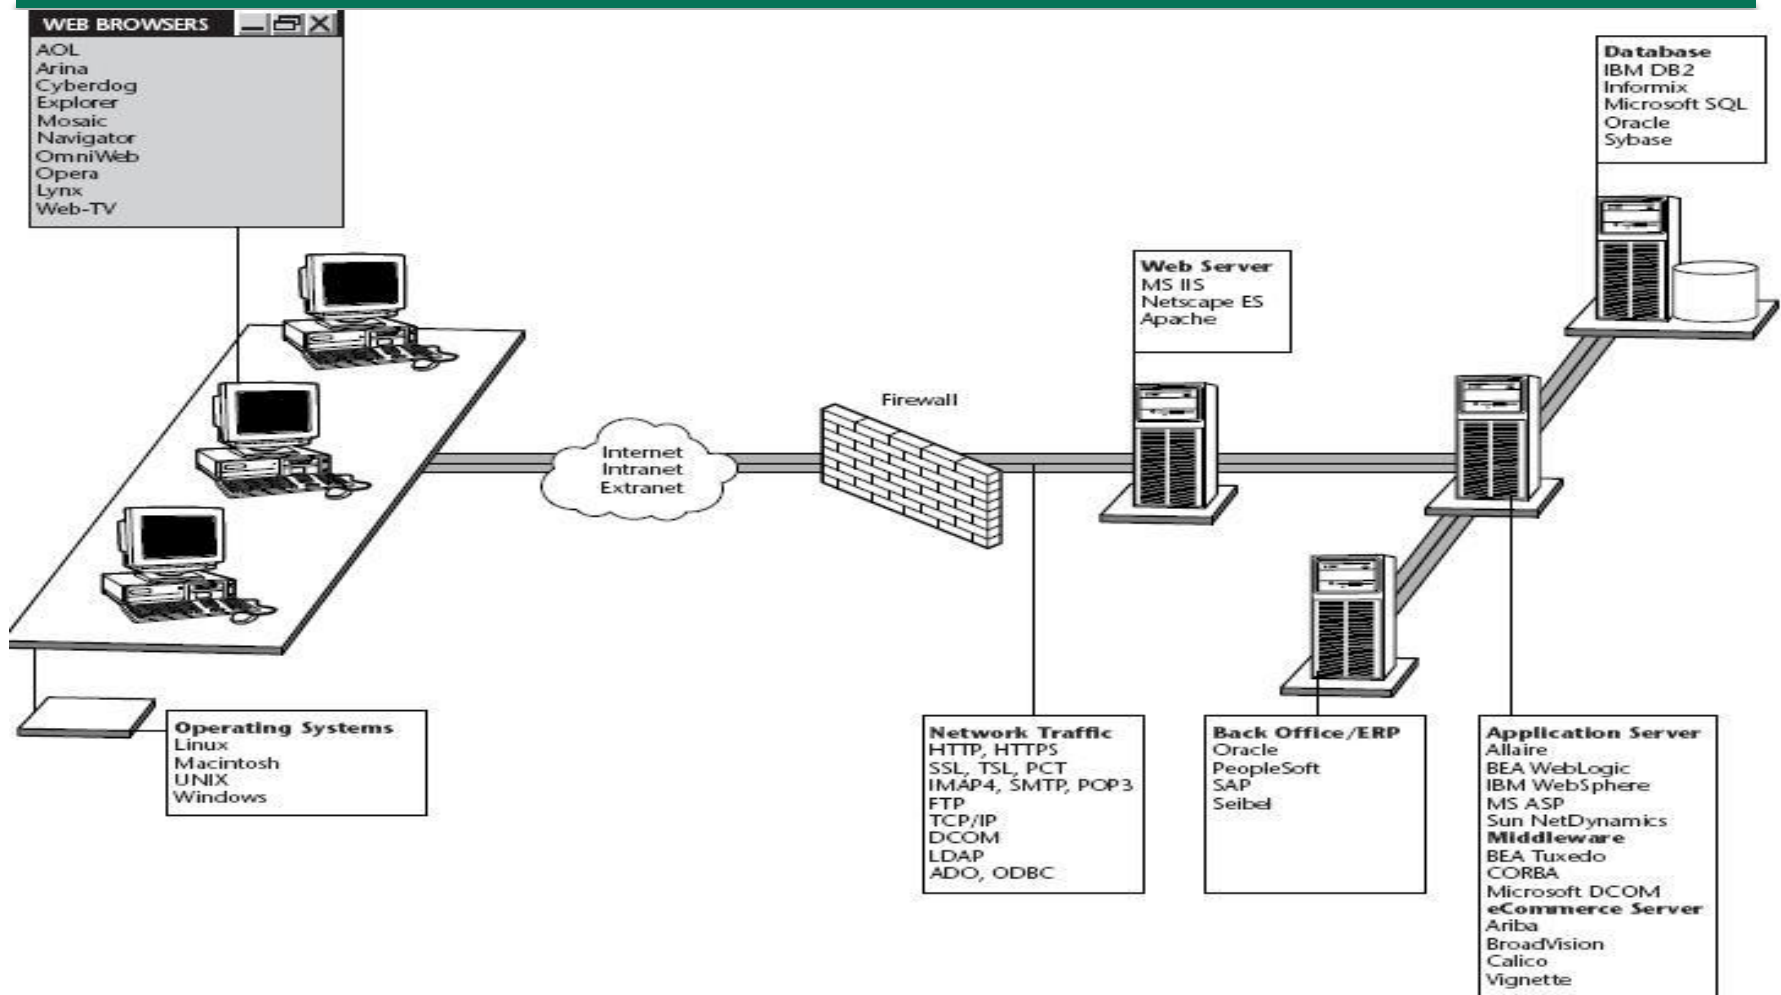 WEB BROWSERS
AOL
Arina
Cyberdog
Explorer
Mosaic
Navigator
OmniWeb
Opera
Lynx
Web-TV
Operating Systems
Linux
Macintosh
UNIX
Windows
Internet
Intranet
Extranet
Firewall
Network Traffic
HTTP, HTTPS
SSL, TSL, PCT
IMAP4, SMTP, POP3
FTP
TCP/IP
DCOM
LDAP
ADO, ODBC
Web Server
MS IIS
Netscape ES
Apache
Database
IBM DB2
Informix
Microsoft SQL
Oracle
Sybase
Back Office/ERP
Oracle
PeopleSoft
SAP
Seibel
Application Server
Allaire
BEA WebLogic
IBM WebSphere
MS ASP
Sun NetDynamics
Middleware
BEA Tuxedo
CORBA
Microsoft DCOM
eCommerce Server
Ariba
BroadVision
Calico
Vignette